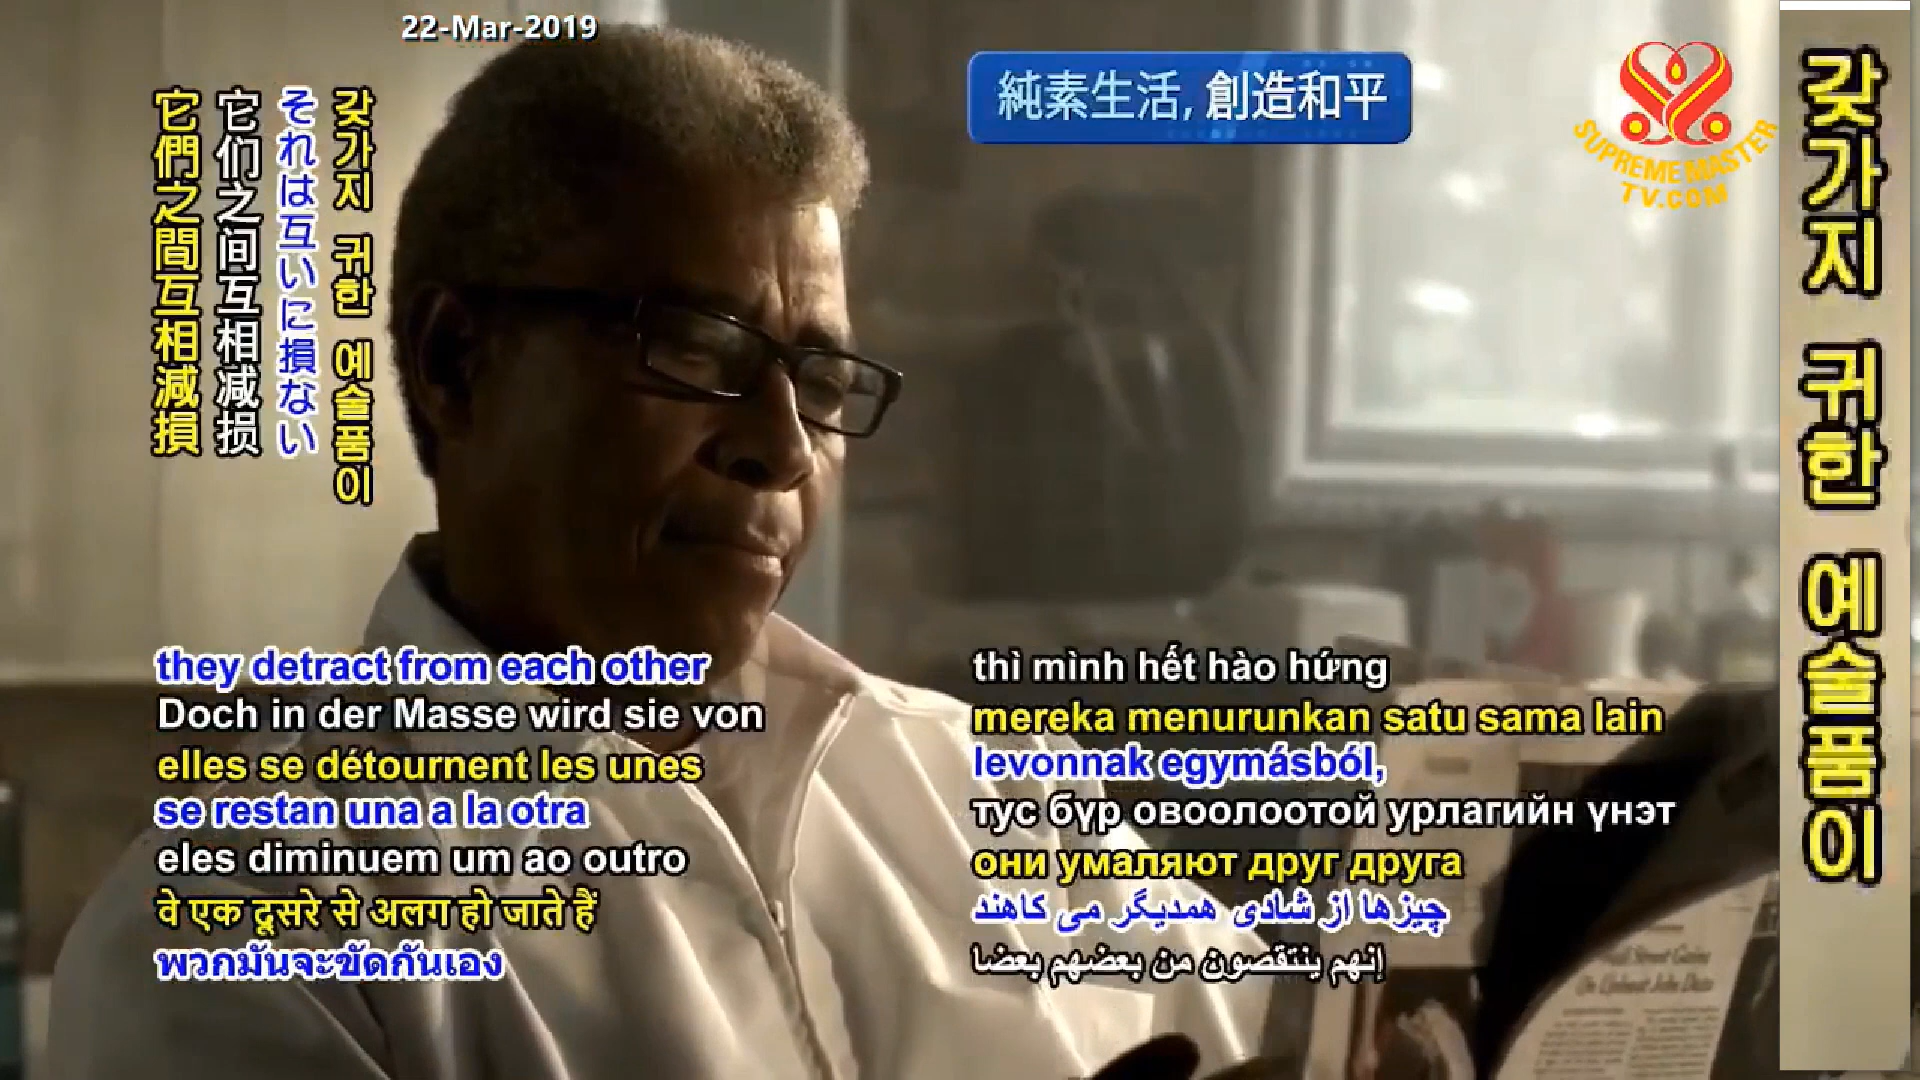 22-Mar-2019
純素生活, 創造和平
SUPREME MASTER
TV.COM
갖가지 귀한 예술품이
갖가지 귀한 예술품이
それは互いに損ない
它们之间互相减损
它們之間互相減損
they detract from each other
Doch in der Masse wird sie von
elles se détournent les unes
se restan una a la otra
eles diminuem um ao outro
वे एक दूसरे से अलग हो जाते हैं
พวกมันจะขัดกันเอง
thì mình hết hào hứng
mereka menurunkan satu sama lain
levonnak egymásból,
тус бүр овоолоотой урлагийн үнэт
они умаляют друг друга
چیزها از شادی همدیگر می کاهند
إنهم ينتقصون من بعضهم بعضا
Street Gains
On Upbeat Jobs Data